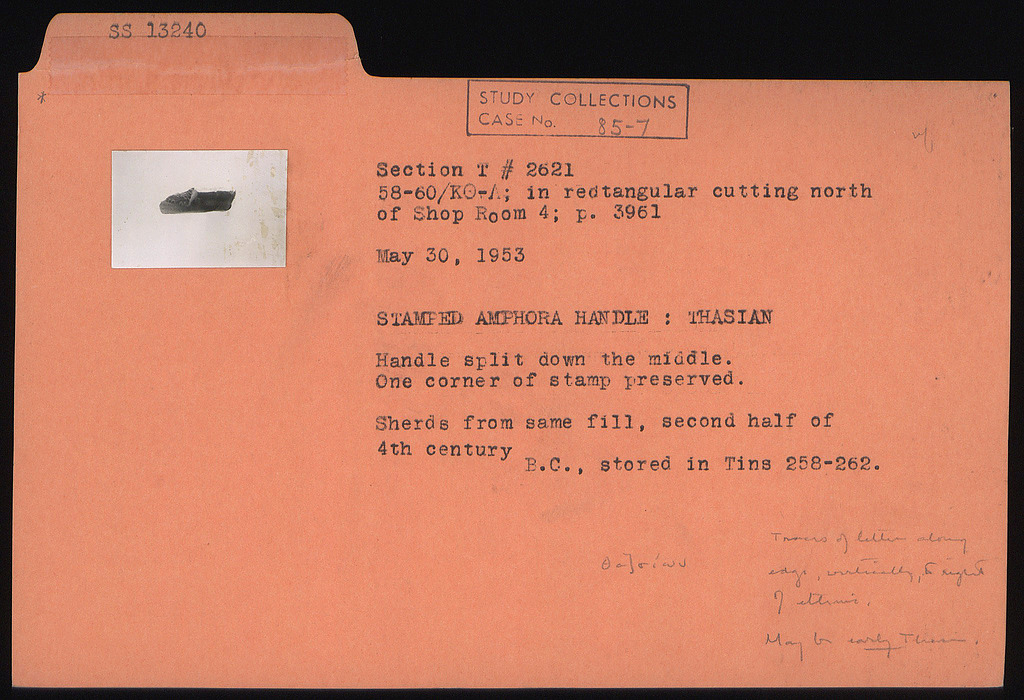 SS 13240
*
STUDY COLLECTIONS
CASE No. 85-7
Section T # 2621
58-60/KΘ-Λ; in redtangular cutting north
of Shop Room 4; p. 3961
May 30, 1953
STAMPED AMPHORA HANDLE : THASIAN
Handle split down the middle.
One corner of stamp preserved.
Sherds from same fill, second half of
4th century
B.C., stored in Tins 258-262.
Θα]σίων
Traces of letters along
edge, vertically, to right
of ethnic.
May be early Thasian.